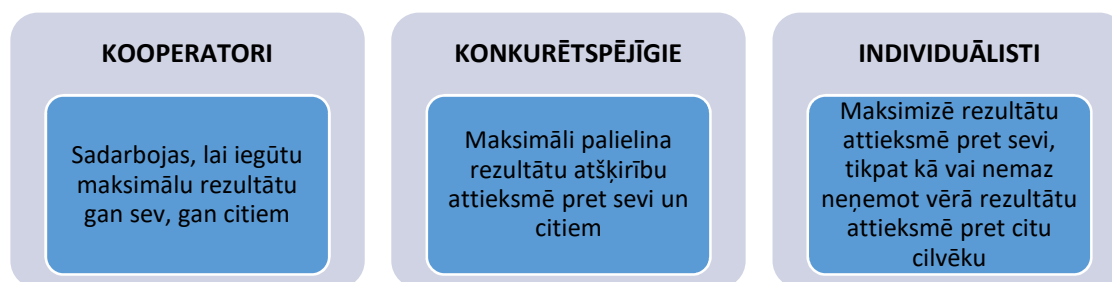 KOOPERATORI
Sadarbojas, lai iegūtu
maksimālu rezultātu
gan sev, gan citiem
KONKURĒTSPĒJĪGIE
Maksimāli palielina
rezultātu atšķirību
attieksmē pret sevi un
citiem
INDIVIDUĀLISTI
Maksimizē rezultātu
attieksmē pret sevi,
tikpat kā vai nemaz
neņemot vērā rezultātu
attieksmē pret citu
cilvēku